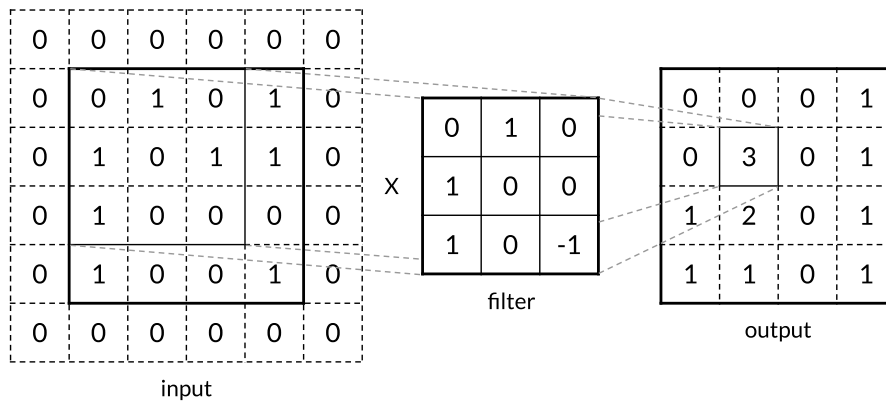 0 0 0 0 0 0
0 0 1 0 1 0
0 1 0 1 1 0
0 1 0 0 0 0
0 1 0 0 1 0
0 0 0 0 0 0
input
X
0 1 0
1 0 0
1 0 -1
filter
0 0 0 1
0 3 0 1
1 2 0 1
1 1 0 1
output